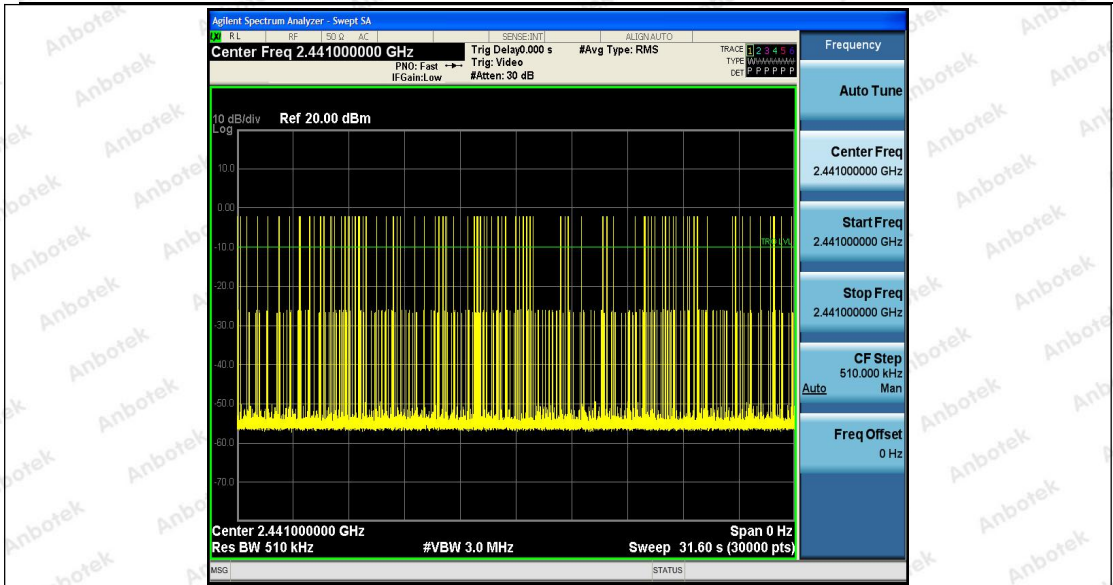 Agilent Spectrum Analyzer - Swept SA
RL RF 50 Ω AC SENSE:INT ALIGN AUTO
Center Freq 2.441000000 GHz
PNO: Fast
IFGain:Low
Trig Delay0.000 s
Trig: Video
#Atten: 30 dB
#Avg Type: RMS
TRACE 1 2 3 4 5 6
TYPE
DET P P P P P P
Frequency
Auto Tune
Center Freq
2.441000000 GHz
Start Freq
2.441000000 GHz
Stop Freq
2.441000000 GHz
CF Step
510.000 kHz
Auto Man
Freq Offset
0 Hz
10 dB/div Ref 20.00 dBm
Log
10.0
0.00
-10.0
TRIG LVL
-20.0
-30.0
-40.0
-50.0
-60.0
-70.0
Center 2.441000000 GHz Span 0 Hz
Res BW 510 kHz #VBW 3.0 MHz Sweep 31.60 s (30000 pts)
MSG STATUS
Anbotek